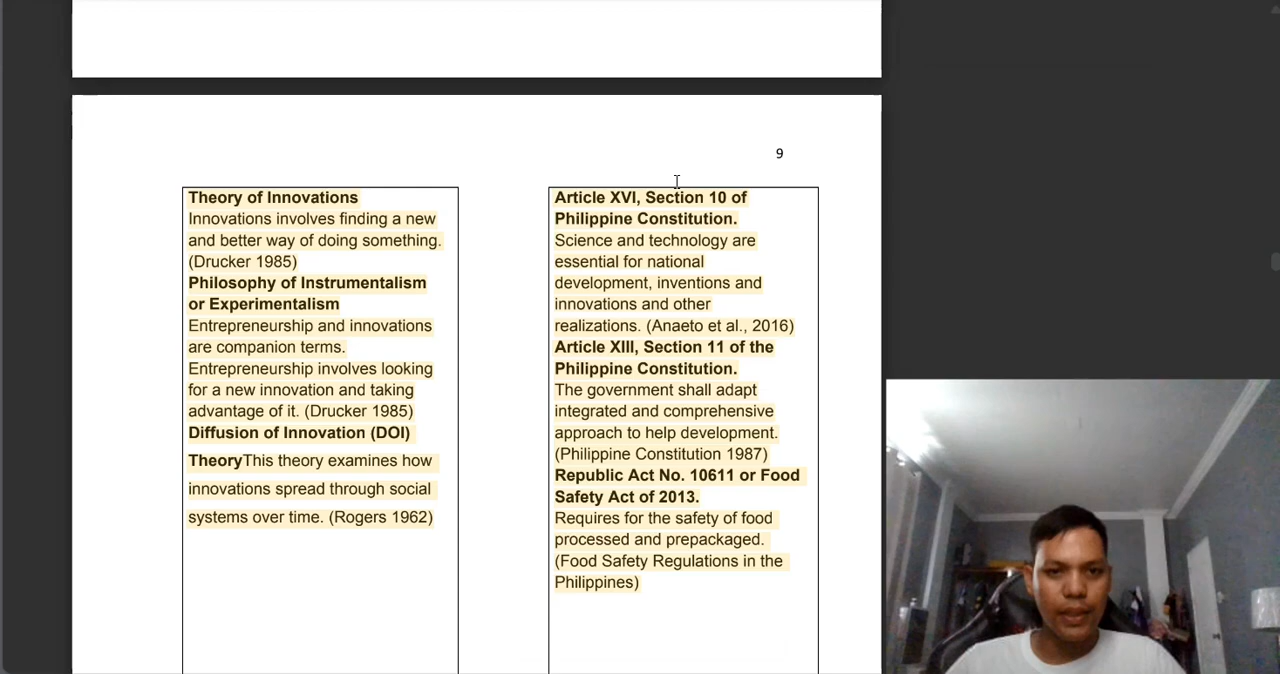 9
Theory of Innovations
Innovations involves finding a new
and better way of doing something.
(Drucker 1985)
Philosophy of Instrumentalism
or Experimentalism
Entrepreneurship and innovations
are companion terms.
Entrepreneurship involves looking
for a new innovation and taking
advantage of it. (Drucker 1985)
Diffusion of Innovation (DOI)
TheoryThis theory examines how
innovations spread through social
systems over time. (Rogers 1962)
Article XVI, Section 10 of
Philippine Constitution.
Science and technology are
essential for national
development, inventions and
innovations and other
realizations. (Anaeto et al., 2016)
Article XIII, Section 11 of the
Philippine Constitution.
The government shall adapt
integrated and comprehensive
approach to help development.
(Philippine Constitution 1987)
Republic Act No. 10611 or Food
Safety Act of 2013.
Requires for the safety of food
processed and prepackaged.
(Food Safety Regulations in the
Philippines)